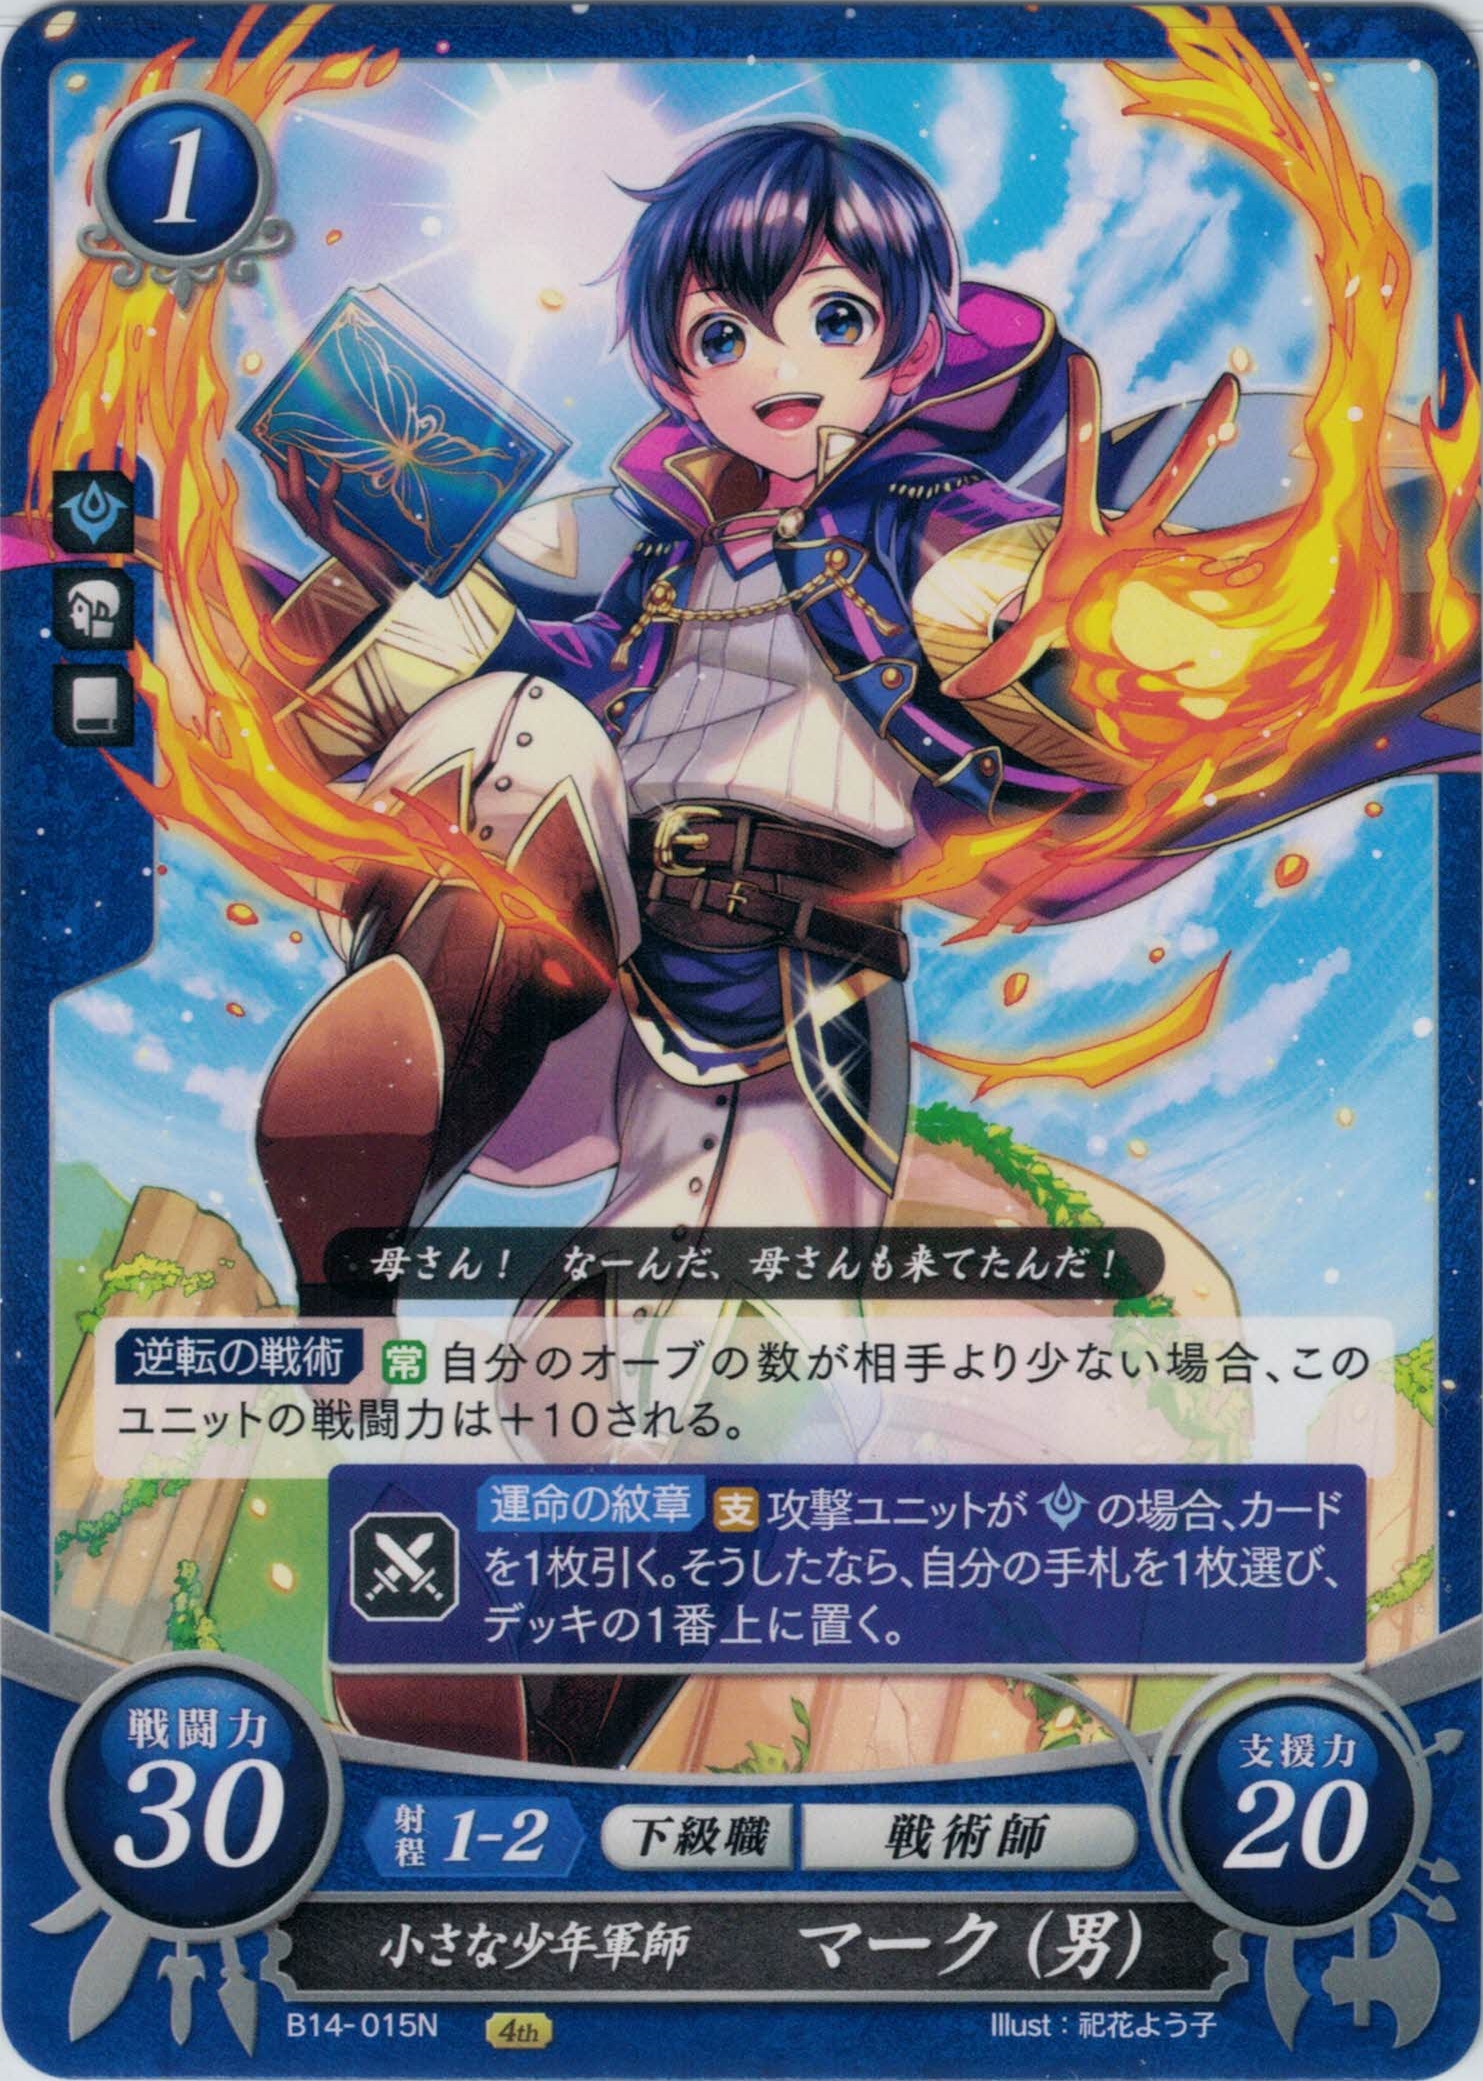 1
母さん！　なーんだ、母さんも来てたんだ！
逆転の戦術 常 自分のオーブの数が相手より少ない場合、この
ユニットの戦闘力は＋10される。
運命の紋章 支 攻撃ユニットが の場合、カード
を1枚引く。そうしたなら、自分の手札を1枚選び、
デッキの1番上に置く。
戦闘力
30
射程 1-2
下級職
戦術師
支援力
20
小さな少年軍師　マーク（男）
B14-015N
4th
Illust：祀花よう子